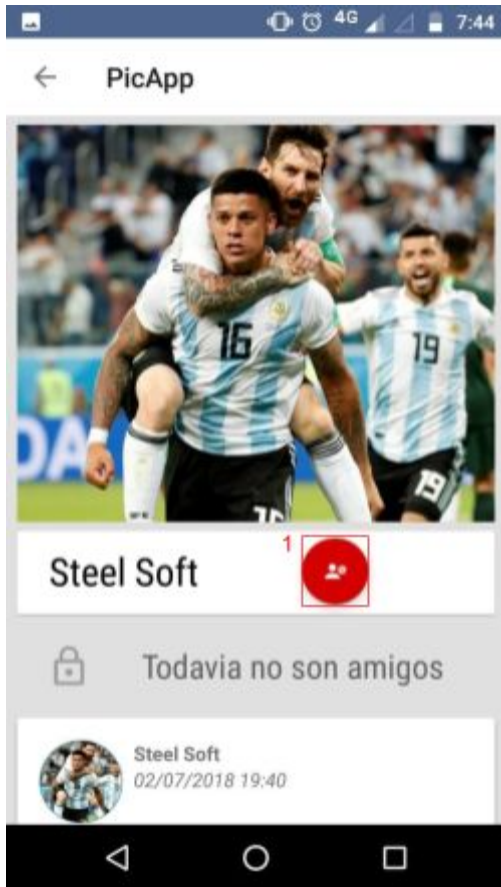 4G 7:44
PicApp
16
19
19
DA
16
1
Steel Soft
Todavia no son amigos
Steel Soft
02/07/2018 19:40